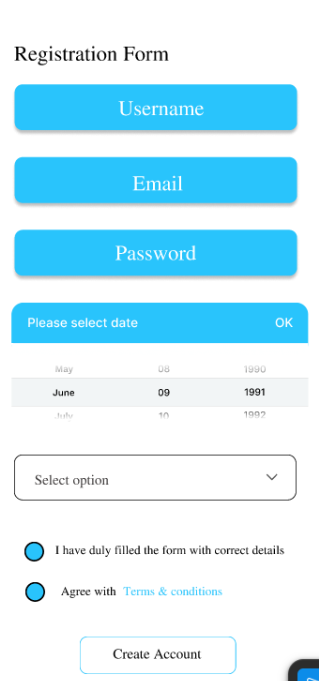 Registration Form
Username
Email
Password
Please select date OK
May 08 1990
June 09 1991
July 10 1992
Select option
I have duly filled the form with correct details
Agree with Terms & conditions
Create Account